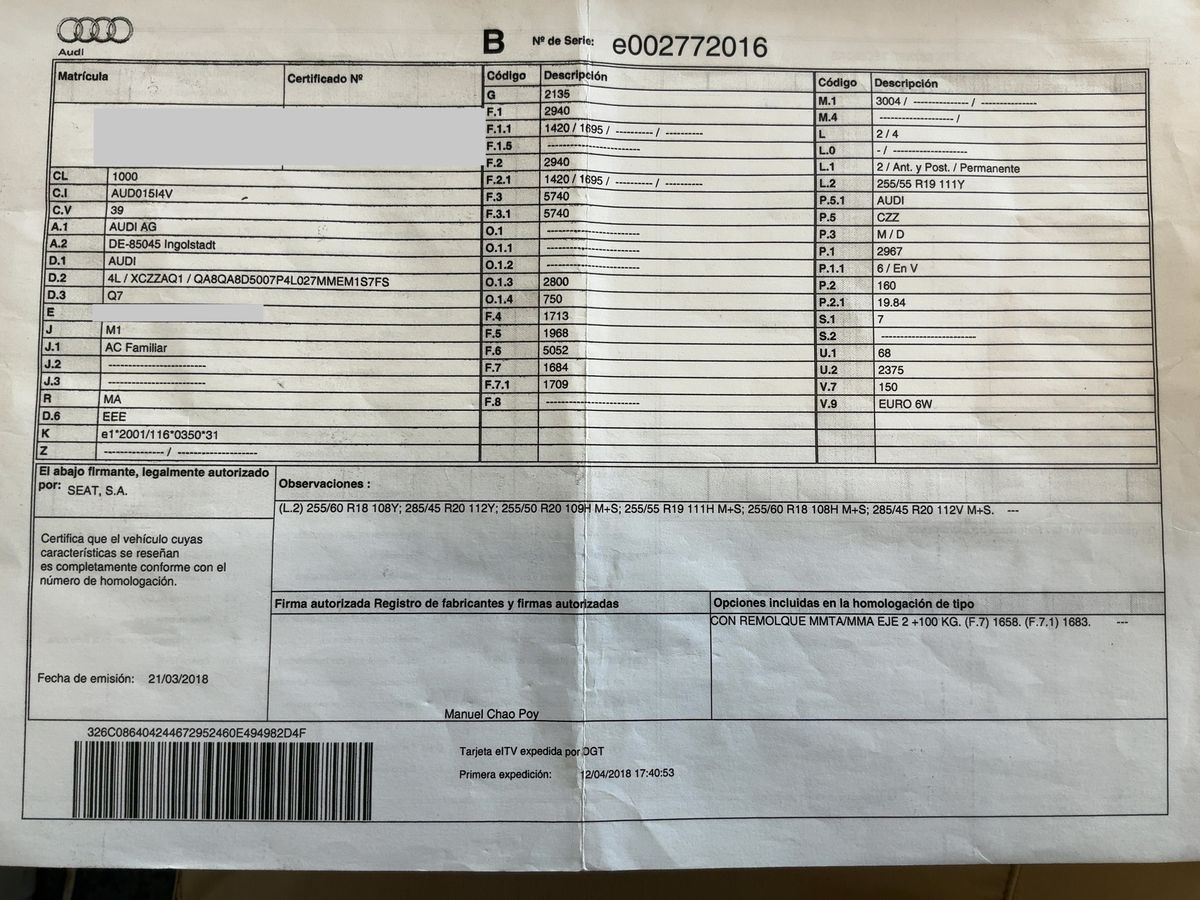 Audi
B Nº de Serie: e002772016
Matrícula
Certificado Nº
CL 1000
C.I AUD015I4V
C.V 39
A.1 AUDI AG
A.2 DE-85045 Ingolstadt
D.1 AUDI
D.2 4L / XCZZAQ1 / QA8QA8D5007P4L027MMEM1S7FS
D.3 Q7
E
J M1
J.1 AC Familiar
J.2 ------------------------
J.3 ------------------------
R MA
D.6 EEE
K e1*2001/116*0350*31
Z --------------- / --------------------
Código Descripción
G 2135
F.1 2940
F.1.1 1420 / 1695 / ---------- / ----------
F.1.5 ------------------------
F.2 2940
F.2.1 1420 / 1695 / ---------- / ----------
F.3 5740
F.3.1 5740
O.1 ------------------------
O.1.1 ------------------------
O.1.2 ------------------------
O.1.3 2800
O.1.4 750
F.4 1713
F.5 1968
F.6 5052
F.7 1684
F.7.1 1709
F.8 ------------------------
Código Descripción
M.1 3004 / --------------- / ---------------
M.4 -------------------- /
L 2 / 4
L.0 - / --------------------
L.1 2 / Ant. y Post. / Permanente
L.2 255/55 R19 111Y
P.5.1 AUDI
P.5 CZZ
P.3 M / D
P.1 2967
P.1.1 6 / En V
P.2 160
P.2.1 19.84
S.1 7
S.2 ------------------------
U.1 68
U.2 2375
V.7 150
V.9 EURO 6W
El abajo firmante, legalmente autorizado
por: SEAT, S.A.
Certifica que el vehículo cuyas
características se reseñan
es completamente conforme con el
número de homologación.
Fecha de emisión: 21/03/2018
Observaciones :
(L.2) 255/60 R18 108Y; 285/45 R20 112Y; 255/50 R20 109H M+S; 255/55 R19 111H M+S; 255/60 R18 108H M+S; 285/45 R20 112V M+S. ---
Firma autorizada Registro de fabricantes y firmas autorizadas
Manuel Chao Poy
Opciones incluidas en la homologación de tipo
CON REMOLQUE MMTA/MMA EJE 2 +100 KG. (F.7) 1658. (F.7.1) 1683. ---
326C086404244672952460E494982D4F
Tarjeta eITV expedida por DGT
Primera expedición: 12/04/2018 17:40:53